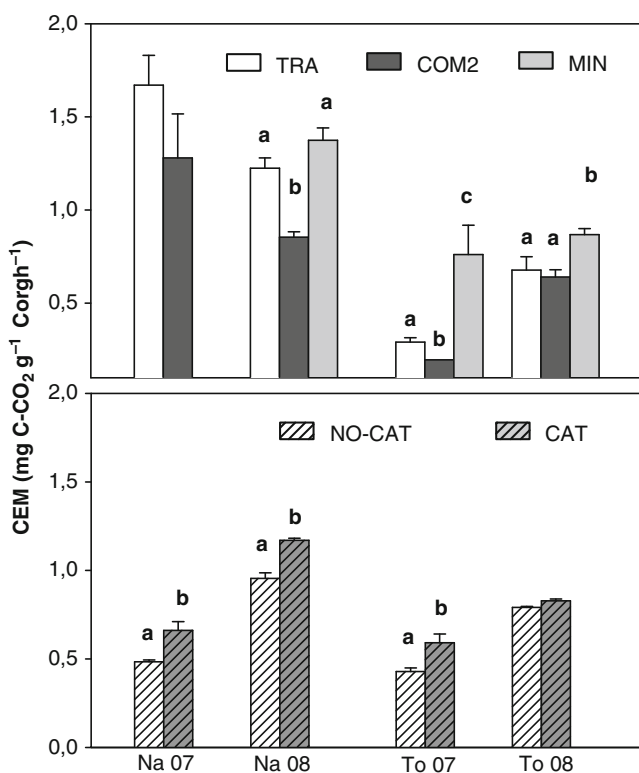 2,0
TRA COM2 MIN
a
a
1,5
b
c
b
1,0
a a
a
0,5
b
CEM (mg C-CO₂ g⁻¹ Corgh⁻¹)
2,0
NO-CAT CAT
1,5
b
a
1,0
b
b
a
a
0,5
0,0
Na 07 Na 08 To 07 To 08